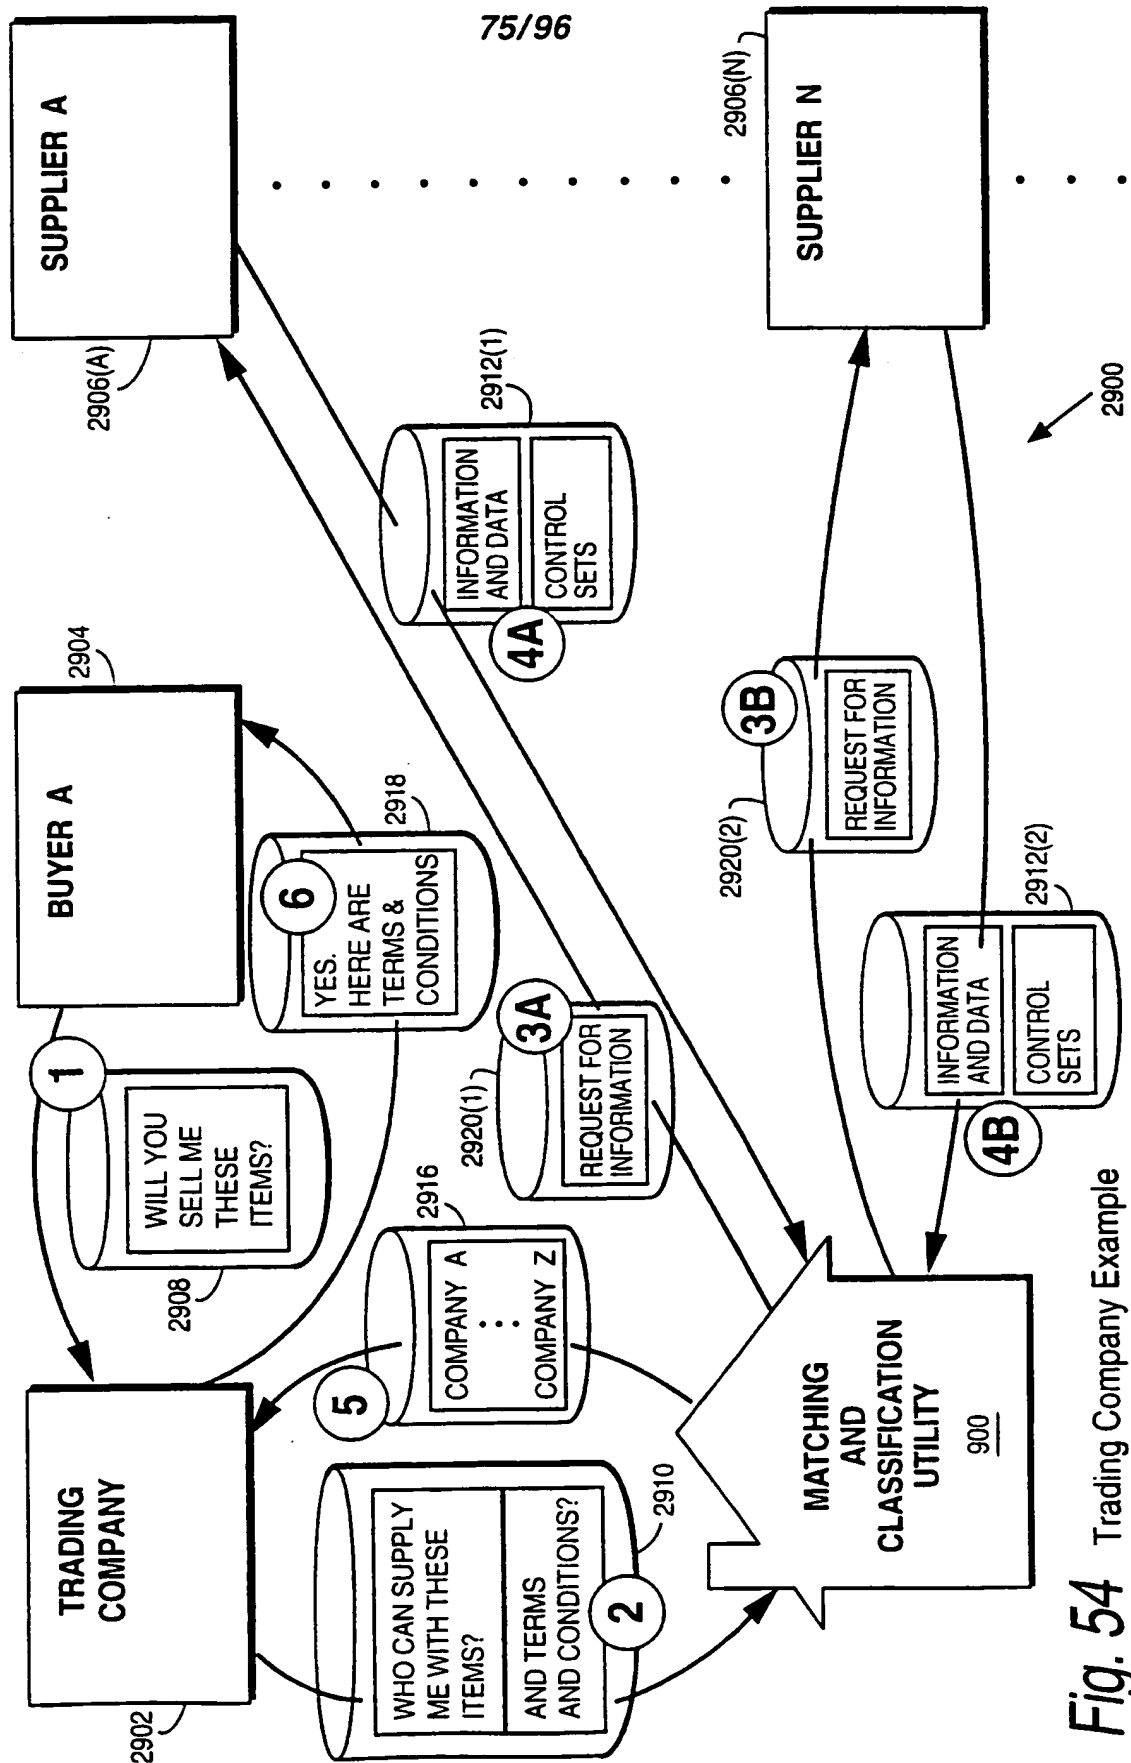 75/96
TRADING
COMPANY
2902
BUYER A
2904
SUPPLIER A
2906(A)
1
WILL YOU
SELL ME
THESE
ITEMS?
2908
6
YES.
HERE ARE
TERMS &
CONDITIONS
2918
WHO CAN SUPPLY
ME WITH THESE
ITEMS?
AND TERMS
AND CONDITIONS?
2
2910
5
COMPANY A
COMPANY Z
2916
3A
REQUEST FOR
INFORMATION
2920(1)
4A
INFORMATION
AND DATA
CONTROL
SETS
2912(1)
MATCHING
AND
CLASSIFICATION
UTILITY
900
3B
REQUEST FOR
INFORMATION
2920(2)
4B
INFORMATION
AND DATA
CONTROL
SETS
2912(2)
SUPPLIER N
2906(N)
2900
Fig. 54 Trading Company Example